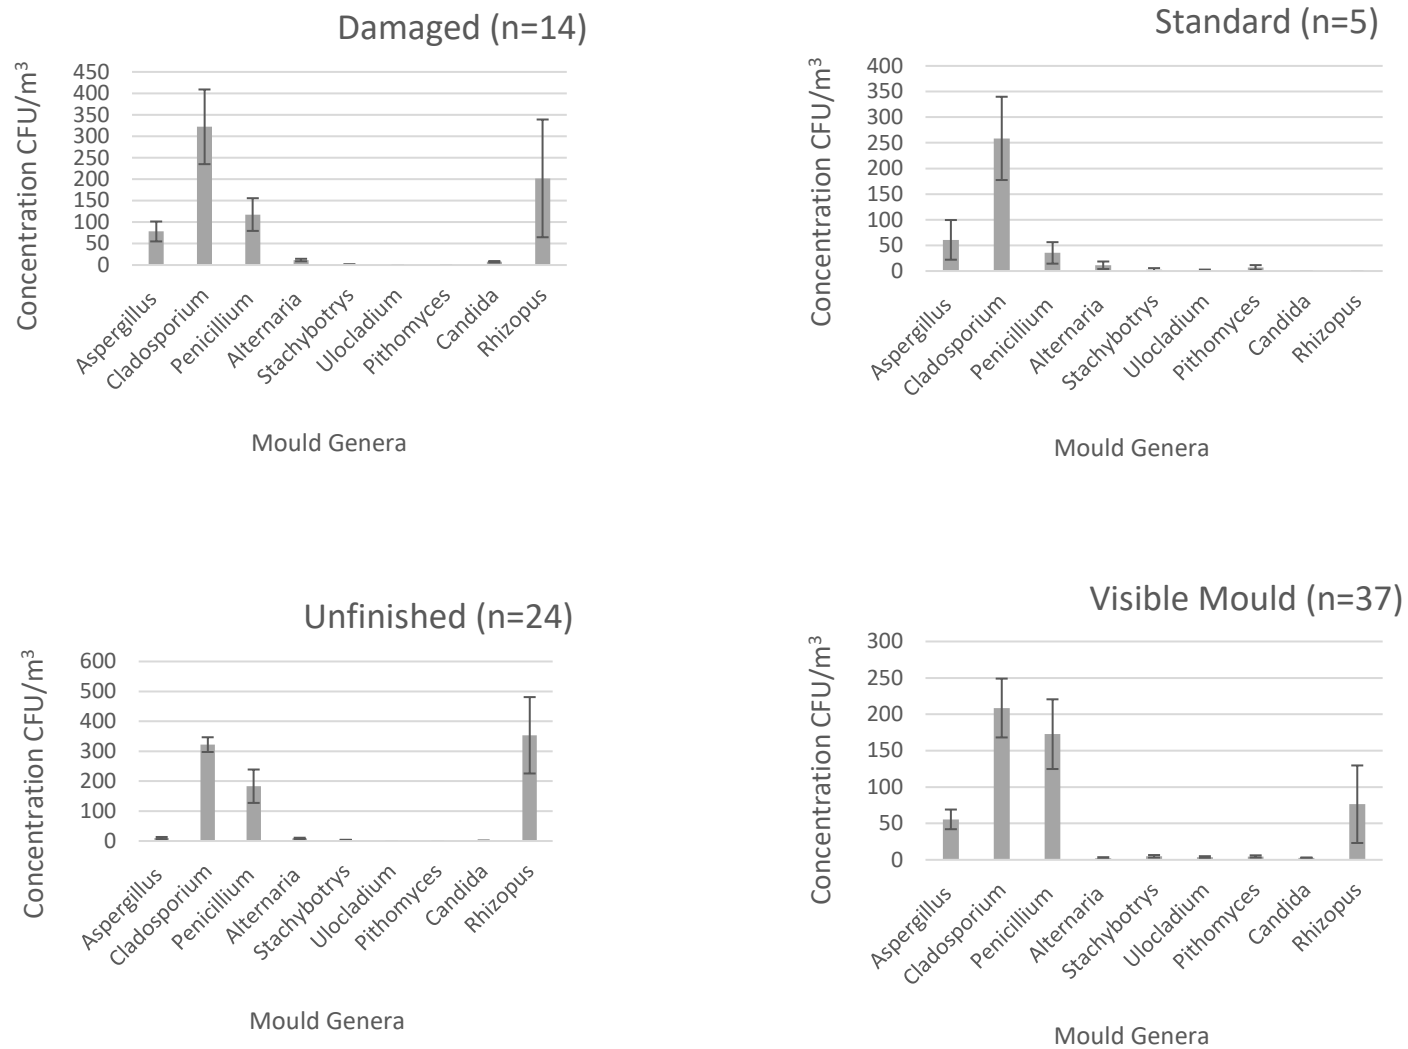 Damaged (n=14)
Concentration CFU/m³
450
400
350
300
250
200
150
100
50
0
Aspergillus
Cladosporium
Penicillium
Alternaria
Stachybotrys
Ulocladium
Pithomyces
Candida
Rhizopus
Mould Genera
Standard (n=5)
Concentration CFU/m³
400
350
300
250
200
150
100
50
0
Aspergillus
Cladosporium
Penicillium
Alternaria
Stachybotrys
Ulocladium
Pithomyces
Candida
Rhizopus
Mould Genera
Unfinished (n=24)
Concentration CFU/m³
600
500
400
300
200
100
0
Aspergillus
Cladosporium
Penicillium
Alternaria
Stachybotrys
Ulocladium
Pithomyces
Candida
Rhizopus
Mould Genera
Visible Mould (n=37)
Concentration CFU/m³
300
250
200
150
100
50
0
Aspergillus
Cladosporium
Penicillium
Alternaria
Stachybotrys
Ulocladium
Pithomyces
Candida
Rhizopus
Mould Genera